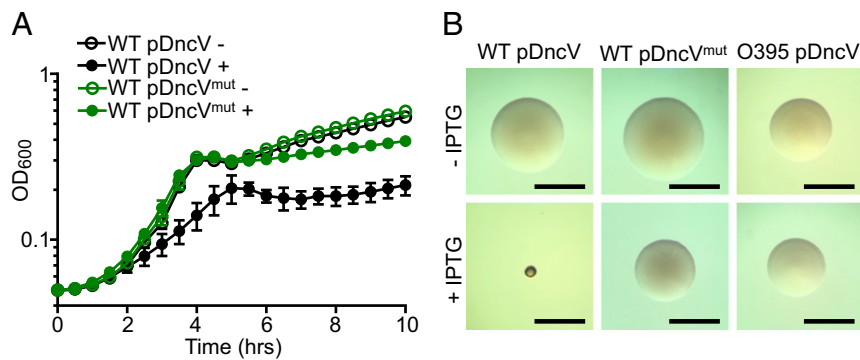 A
WT pDncV -
WT pDncV +
WT pDncVᵐᵘᵗ -
WT pDncVᵐᵘᵗ +
OD₆₀₀
1
0.1
0 2 4 6 8 10
Time (hrs)
B
WT pDncV WT pDncVᵐᵘᵗ O395 pDncV
- IPTG
+ IPTG